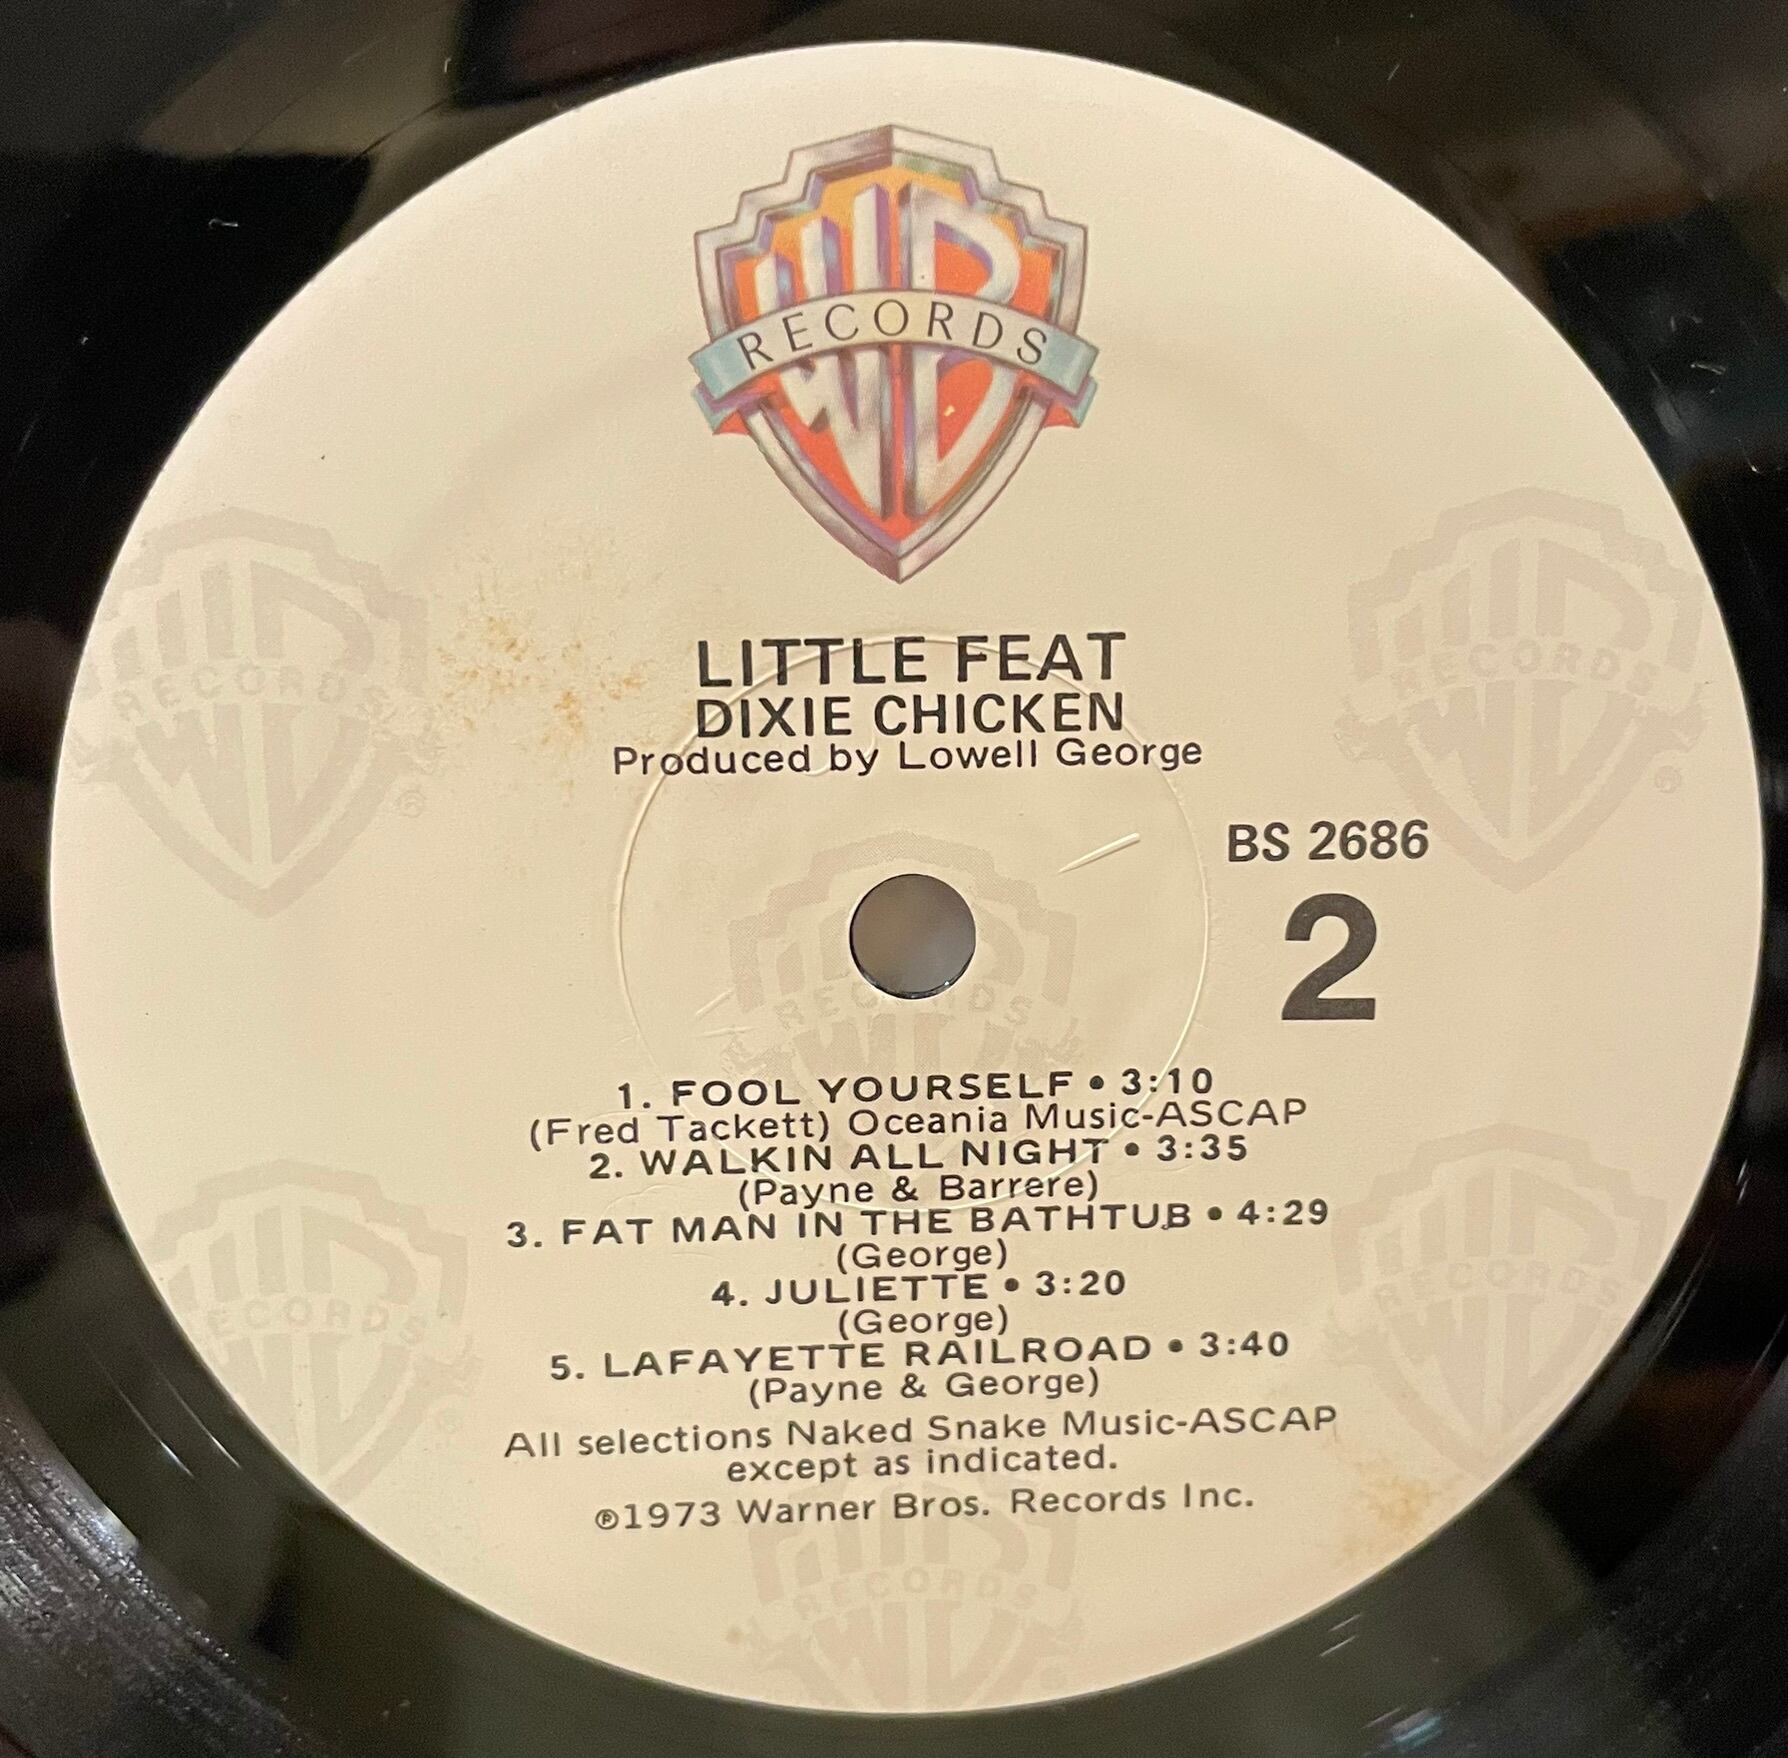 RECORDS
LITTLE FEAT
DIXIE CHICKEN
Produced by Lowell George
BS 2686
2
1. FOOL YOURSELF • 3:10
(Fred Tackett) Oceania Music-ASCAP
2. WALKIN ALL NIGHT • 3:35
(Payne & Barrere)
3. FAT MAN IN THE BATHTUB • 4:29
(George)
4. JULIETTE • 3:20
(George)
5. LAFAYETTE RAILROAD • 3:40
(Payne & George)
All selections Naked Snake Music-ASCAP
except as indicated.
℗1973 Warner Bros. Records Inc.